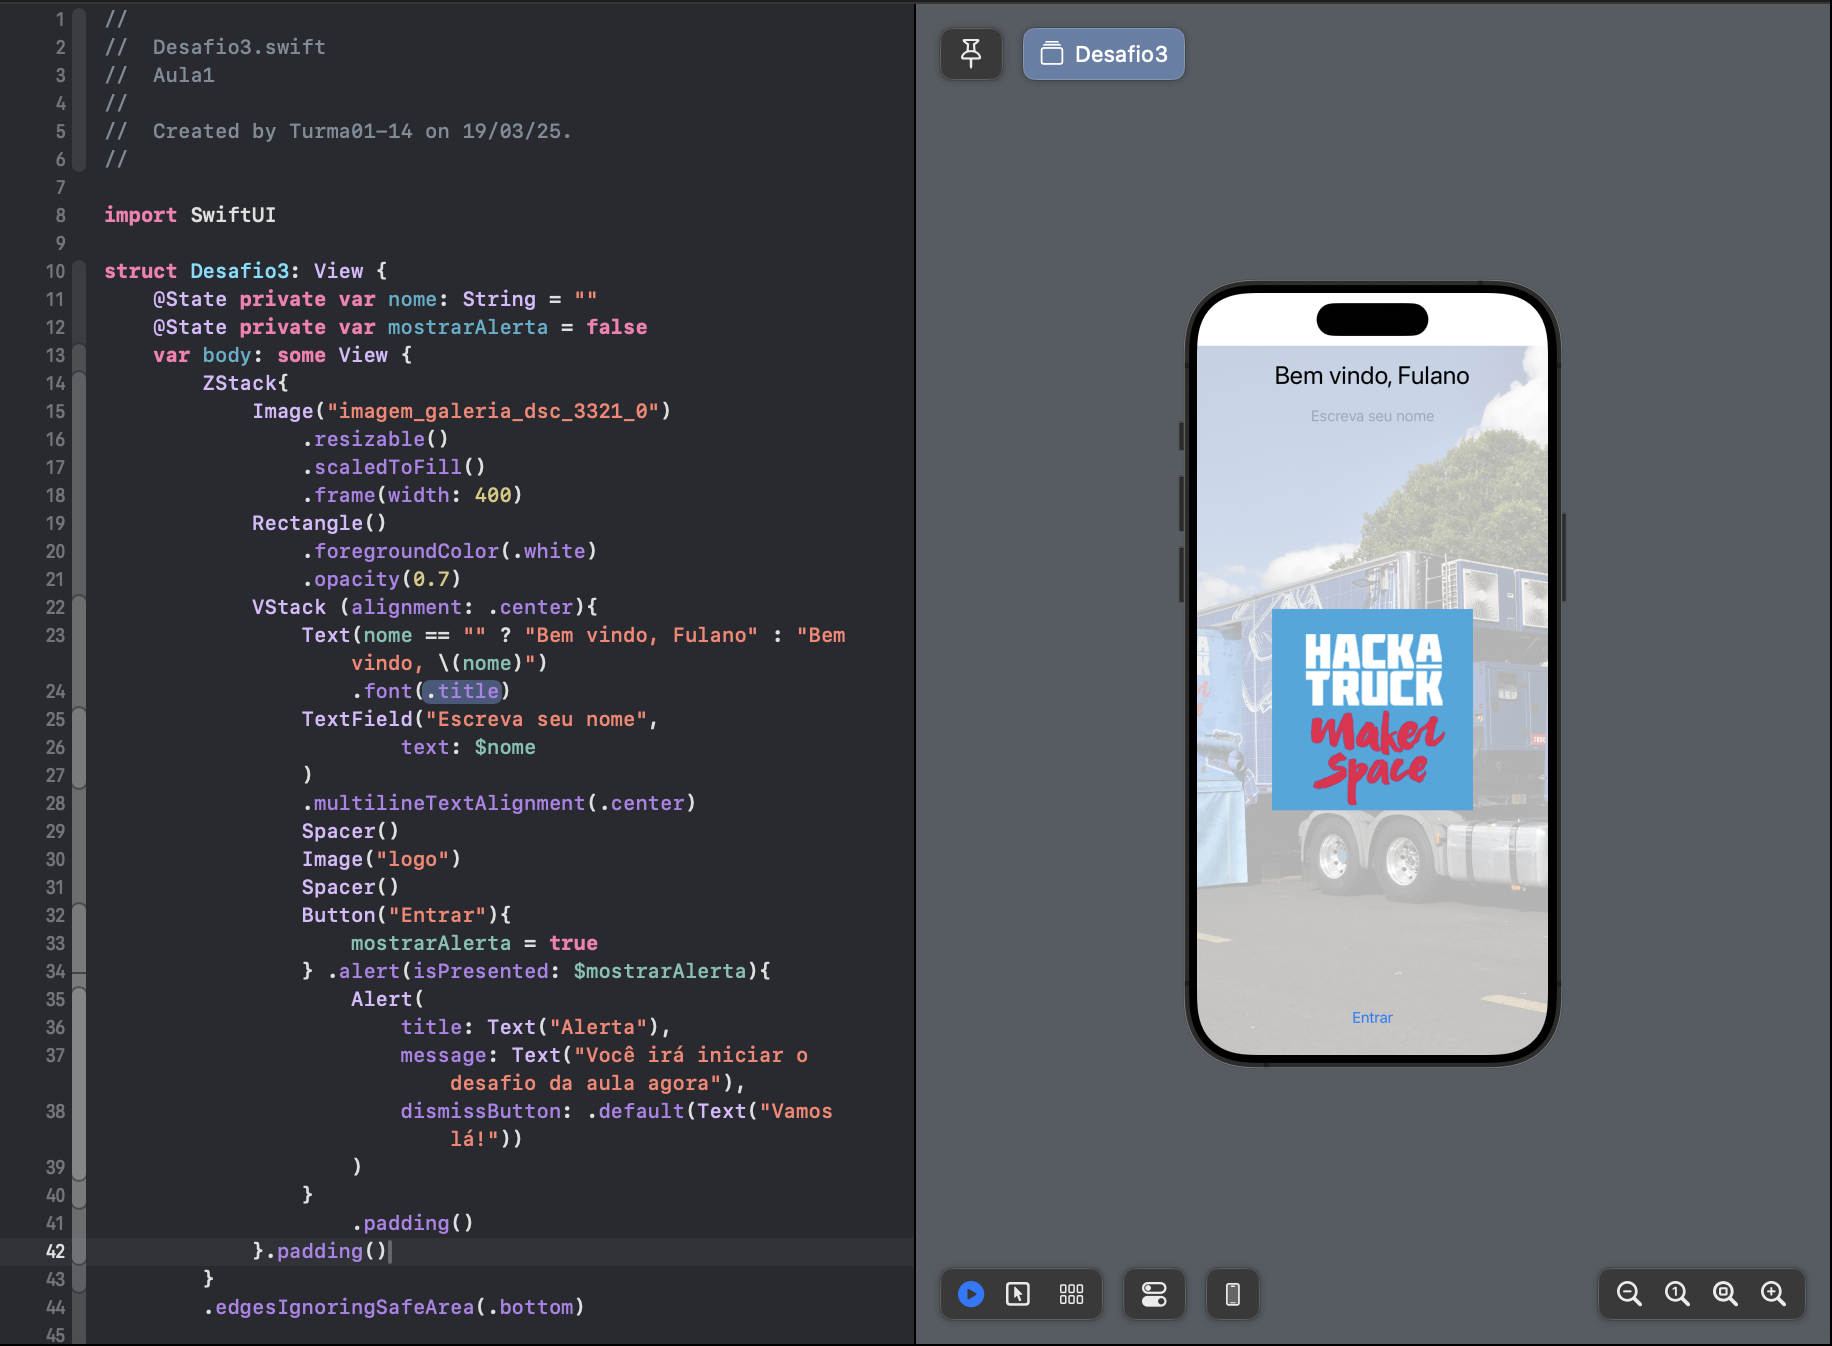 1 //
2 //  Desafio3.swift
3 //  Aula1
4 //
5 //  Created by Turma01-14 on 19/03/25.
6 //
7
8 import SwiftUI
9
10 struct Desafio3: View {
11     @State private var nome: String = ""
12     @State private var mostrarAlerta = false
13     var body: some View {
14         ZStack{
15             Image("imagem_galeria_dsc_3321_0")
16                 .resizable()
17                 .scaledToFill()
18                 .frame(width: 400)
19             Rectangle()
20                 .foregroundColor(.white)
21                 .opacity(0.7)
22             VStack (alignment: .center){
23                 Text(nome == "" ? "Bem vindo, Fulano" : "Bem
vindo, \(nome)")
24                     .font(.title)
25                 TextField("Escreva seu nome",
26                         text: $nome
27                 )
28                 .multilineTextAlignment(.center)
29                 Spacer()
30                 Image("logo")
31                 Spacer()
32                 Button("Entrar"){
33                     mostrarAlerta = true
34                 } .alert(isPresented: $mostrarAlerta){
35                     Alert(
36                         title: Text("Alerta"),
37                         message: Text("Você irá iniciar o
desafio da aula agora"),
38                         dismissButton: .default(Text("Vamos
lá!"))
39                     )
40                 }
41                     .padding()
42             }.padding()
43         }
44         .edgesIgnoringSafeArea(.bottom)
45
Desafio3
Bem vindo, Fulano
Escreva seu nome
HACKA
TRUCK
maker
space
Entrar